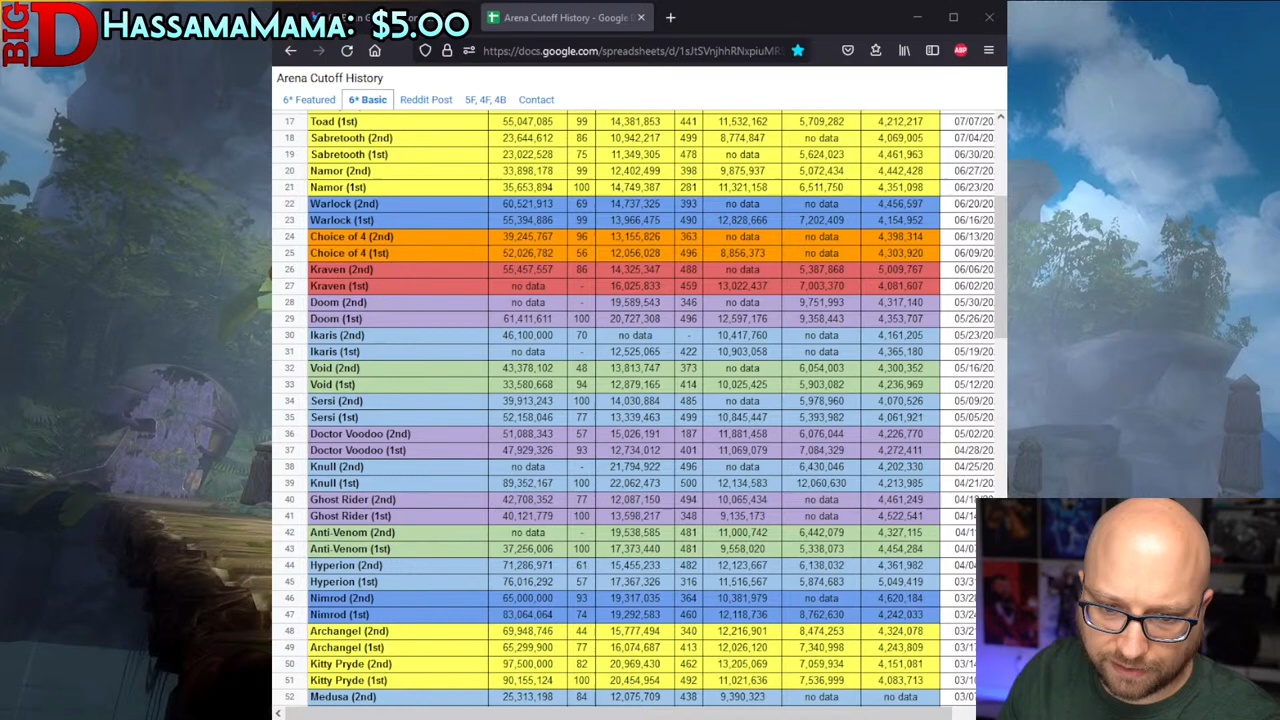 BIG D
HassamaMama: $5.00
Arena Cutoff History - Google
https://docs.google.com/spreadsheets/d/1sJtSVnjhhRNxpiuMR
ABP
Arena Cutoff History
6* Featured 6* Basic Reddit Post 5F, 4F, 4B Contact
17 Toad (1st) 55,047,085 99 14,381,853 441 11,532,162 5,709,282 4,212,217 07/07/20
18 Sabretooth (2nd) 23,644,612 86 10,942,217 499 8,774,847 no data 4,069,005 07/04/20
19 Sabretooth (1st) 23,022,528 75 11,349,305 478 no data 5,624,023 4,461,963 06/30/20
20 Namor (2nd) 33,898,178 99 12,402,499 398 9,875,937 5,072,434 4,442,428 06/27/20
21 Namor (1st) 35,653,894 100 14,749,387 281 11,321,158 6,511,750 4,351,098 06/23/20
22 Warlock (2nd) 60,521,913 69 14,737,325 393 no data no data 4,456,597 06/20/20
23 Warlock (1st) 55,394,886 99 13,966,475 490 12,828,666 7,202,409 4,154,952 06/16/20
24 Choice of 4 (2nd) 39,245,767 96 13,155,826 363 no data no data 4,398,314 06/13/20
25 Choice of 4 (1st) 52,026,782 56 12,056,028 496 8,856,373 no data 4,303,920 06/09/20
26 Kraven (2nd) 55,457,557 86 14,325,347 488 no data 5,387,868 5,009,767 06/06/20
27 Kraven (1st) no data - 16,025,833 459 13,022,437 7,003,370 4,081,607 06/02/20
28 Doom (2nd) no data - 19,589,543 346 no data 9,751,993 4,317,140 05/30/20
29 Doom (1st) 61,411,611 100 20,727,308 496 12,597,176 9,358,443 4,353,707 05/26/20
30 Ikaris (2nd) 46,100,000 70 no data - 10,417,760 no data 4,161,205 05/23/20
31 Ikaris (1st) no data - 12,525,065 422 10,903,058 no data 4,365,180 05/19/20
32 Void (2nd) 43,378,102 48 13,813,747 373 no data 6,054,003 4,300,352 05/16/20
33 Void (1st) 33,580,668 94 12,879,165 414 10,025,425 5,903,082 4,236,969 05/12/20
34 Sersi (2nd) 39,913,243 100 14,030,884 485 no data 5,978,960 4,070,526 05/09/20
35 Sersi (1st) 52,158,046 77 13,339,463 499 10,845,447 5,393,982 4,061,921 05/05/20
36 Doctor Voodoo (2nd) 51,088,343 57 15,026,191 187 11,881,458 6,076,044 4,226,770 05/02/20
37 Doctor Voodoo (1st) 47,929,326 93 12,734,012 401 11,069,079 7,084,329 4,272,411 04/28/20
38 Knull (2nd) no data - 21,794,922 496 no data 6,430,046 4,202,330 04/25/20
39 Knull (1st) 89,352,167 100 22,062,473 500 12,134,583 12,060,630 4,213,985 04/21/20
40 Ghost Rider (2nd) 42,708,352 77 12,087,150 494 10,065,434 no data 4,461,249 04/18/20
41 Ghost Rider (1st) 40,121,779 100 13,598,217 348 9,135,173 no data 4,522,541 04/1
42 Anti-Venom (2nd) no data - 19,538,585 481 11,000,742 6,442,079 4,327,115 04/1
43 Anti-Venom (1st) 37,256,006 100 17,373,440 481 9,558,020 5,338,073 4,454,284 04/0
44 Hyperion (2nd) 71,286,971 61 15,455,233 482 12,123,667 6,138,032 4,361,982 04/0
45 Hyperion (1st) 76,016,292 78 17,367,326 316 11,516,567 5,874,683 5,049,419 03/3
46 Nimrod (2nd) 65,000,000 93 19,317,035 364 10,381,979 no data 4,620,184 03/2
47 Nimrod (1st) 83,064,064 74 19,292,583 460 12,118,736 8,762,630 4,242,033 03/2
48 Archangel (2nd) 69,948,746 44 15,777,494 340 12,216,901 8,474,253 4,324,078 03/2
49 Archangel (1st) 65,299,900 77 16,074,687 413 12,026,120 7,340,998 4,243,809 03/1
50 Kitty Pryde (2nd) 97,500,000 82 20,969,430 462 13,205,069 7,059,934 4,151,081 03/1
51 Kitty Pryde (1st) 90,155,124 100 20,454,954 492 11,021,636 7,536,999 4,083,713 03/1
52 Medusa (2nd) 25,313,198 84 12,075,709 438 9,390,323 no data no data 03/0